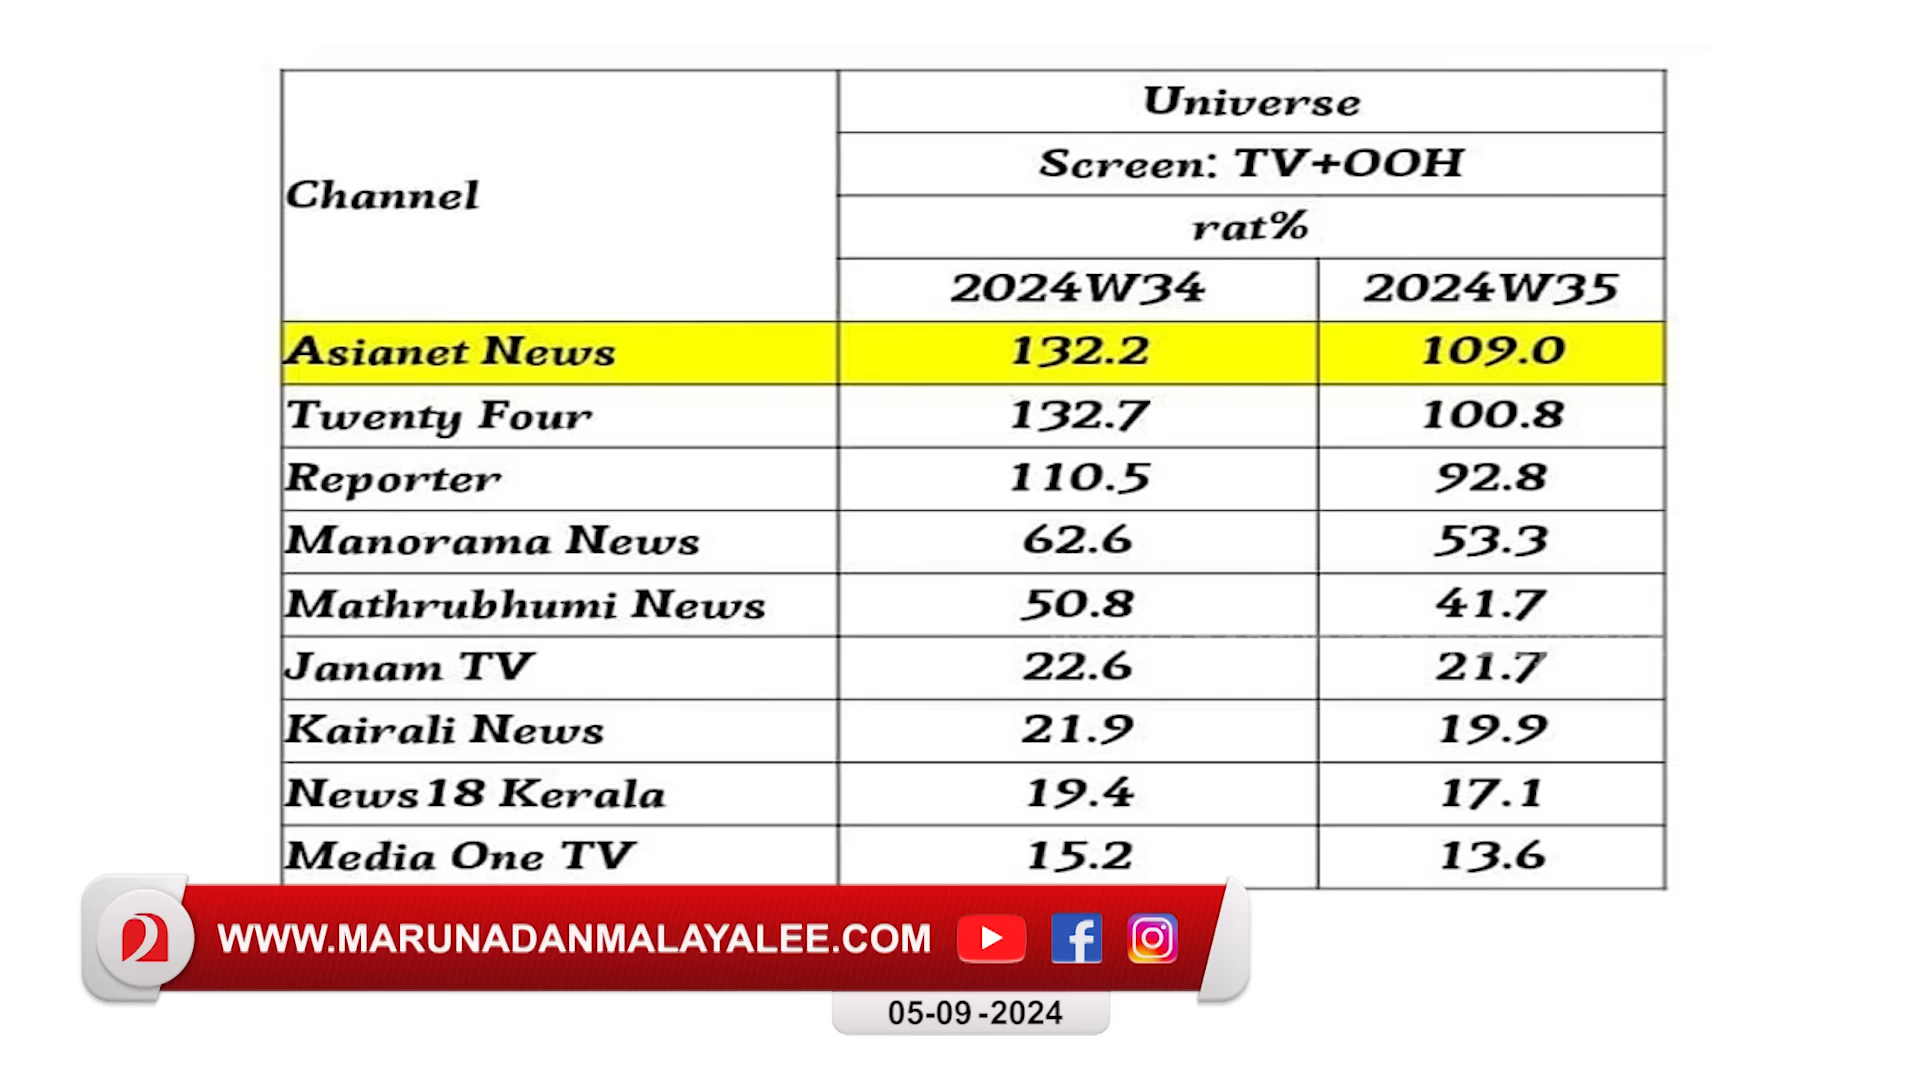 Channel
Universe
Screen: TV+OOH
rat%
2024W34 2024W35
Asianet News 132.2 109.0
Twenty Four 132.7 100.8
Reporter 110.5 92.8
Manorama News 62.6 53.3
Mathrubhumi News 50.8 41.7
Janam TV 22.6 21.7
Kairali News 21.9 19.9
News18 Kerala 19.4 17.1
Media One TV 15.2 13.6
WWW.MARUNADANMALAYALEE.COM
05-09-2024